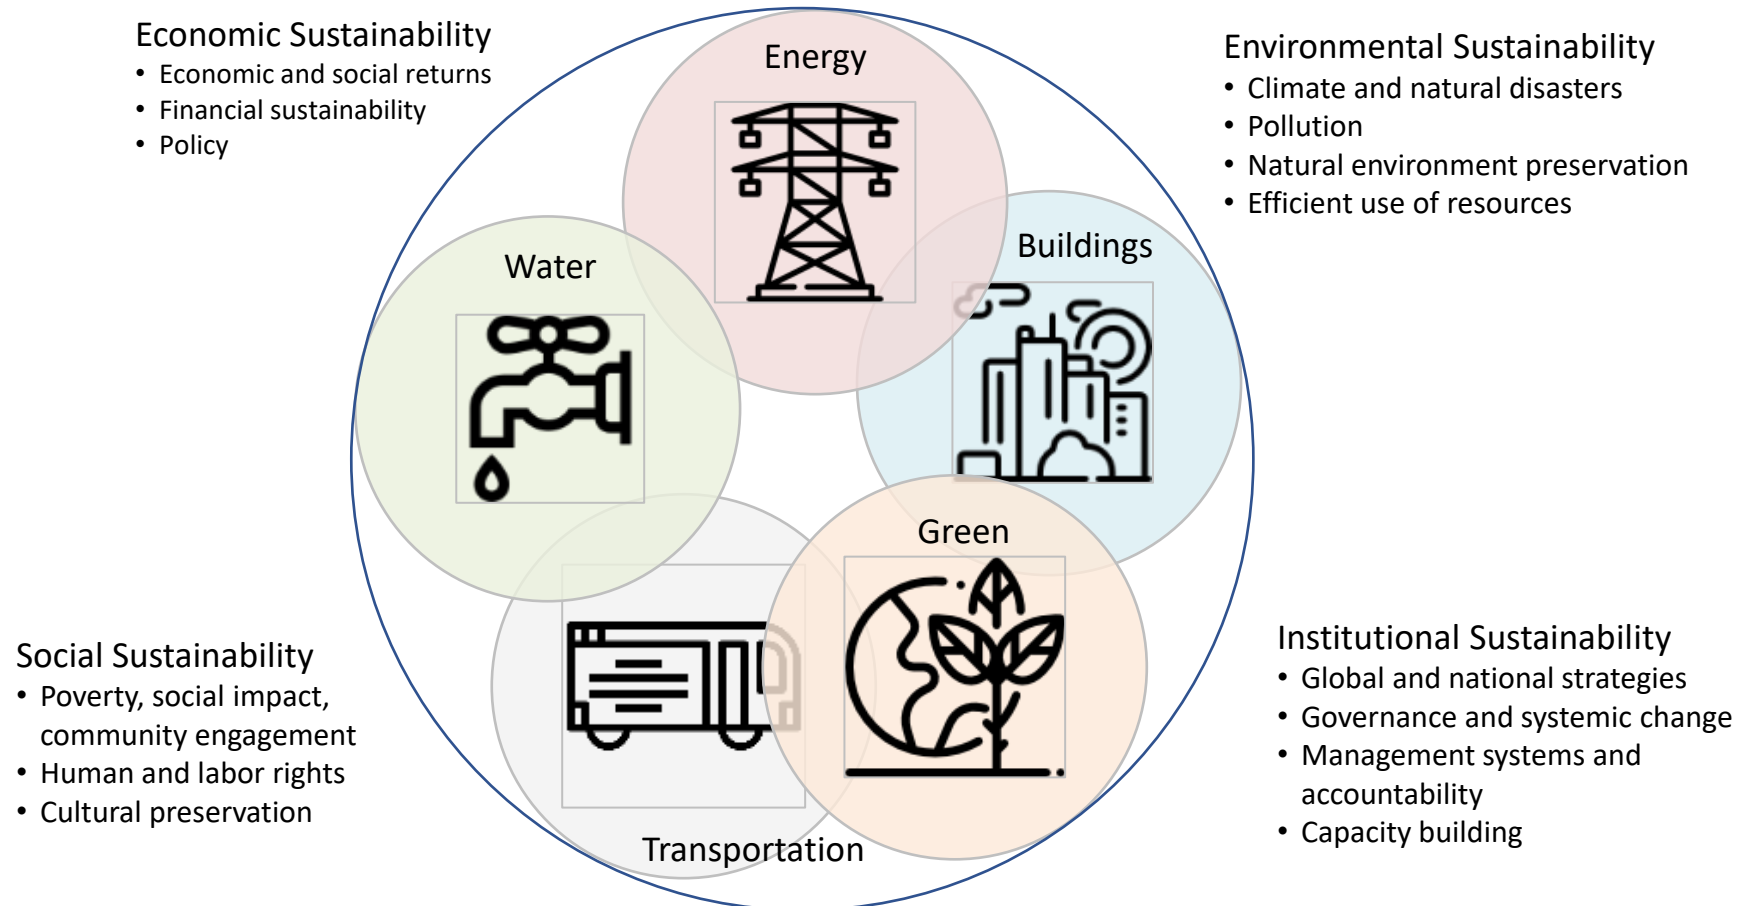 Economic Sustainability
• Economic and social returns
• Financial sustainability
• Policy
Energy
Environmental Sustainability
• Climate and natural disasters
• Pollution
• Natural environment preservation
• Efficient use of resources
Water
Buildings
Green
Transportation
Social Sustainability
• Poverty, social impact,
community engagement
• Human and labor rights
• Cultural preservation
Institutional Sustainability
• Global and national strategies
• Governance and systemic change
• Management systems and
accountability
• Capacity building